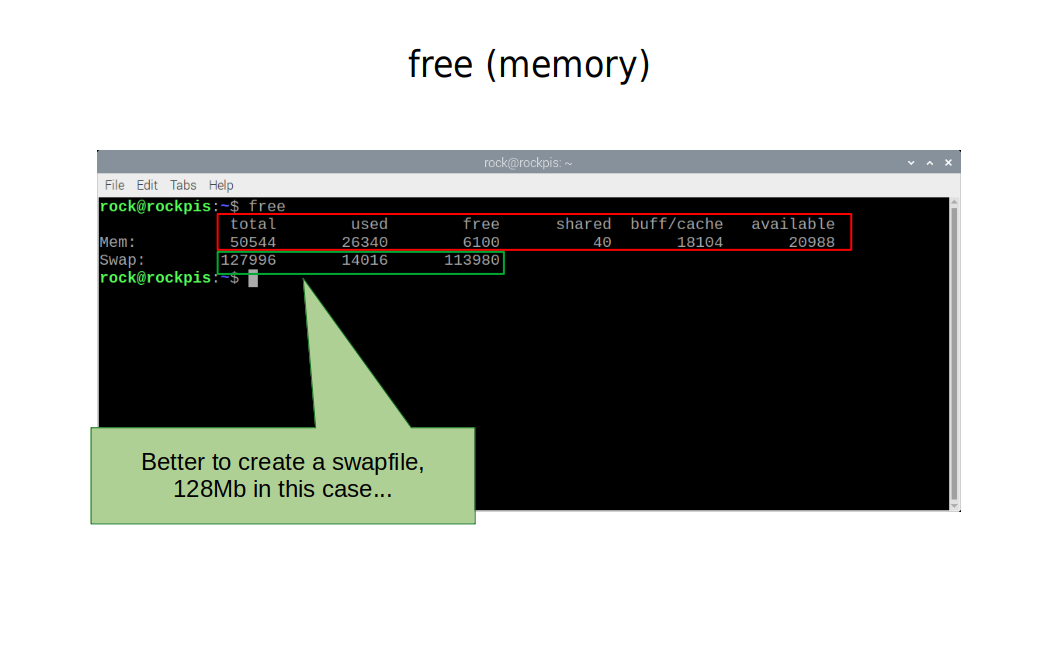 free (memory)
rock@rockpis: ~
File Edit Tabs Help
rock@rockpis:~$ free
total used free shared buff/cache available
Mem: 50544 26340 6100 40 18104 20988
Swap: 127996 14016 113980
rock@rockpis:~$
Better to create a swapfile,
128Mb in this case...